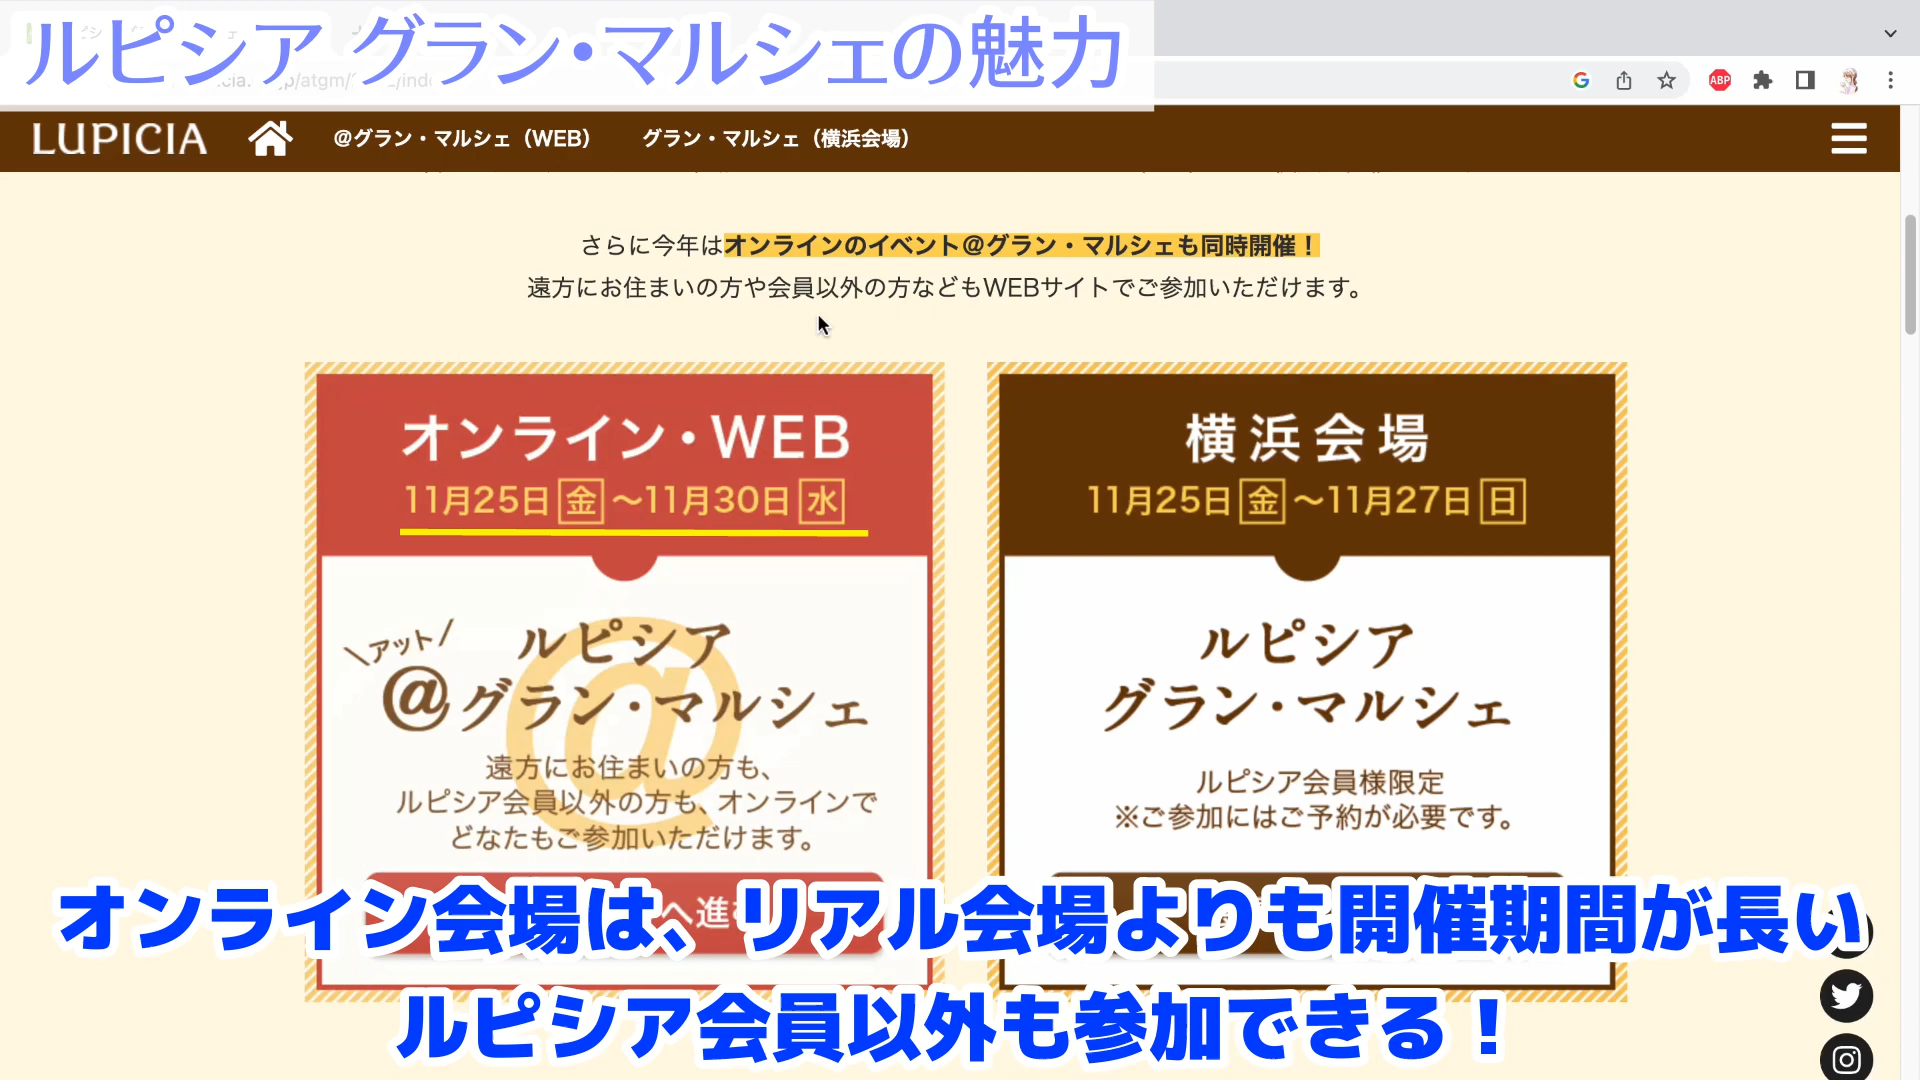 ルピシア グラン・マルシェの魅力
ABP
LUPICIA
@グラン・マルシェ（WEB）
グラン・マルシェ（横浜会場）
さらに今年はオンラインのイベント@グラン・マルシェも同時開催！
遠方にお住まいの方や会員以外の方などもWEBサイトでご参加いただけます。
オンライン・WEB
11月25日 金 ～11月30日 水
アット
ルピシア
@グラン・マルシェ
遠方にお住まいの方も、
ルピシア会員以外の方も、オンラインで
どなたもご参加いただけます。
横浜会場
11月25日 金 ～11月27日 日
ルピシア
グラン・マルシェ
ルピシア会員様限定
※ご参加にはご予約が必要です。
オンライン会場は、リアル会場よりも開催期間が長い
ルピシア会員以外も参加できる！